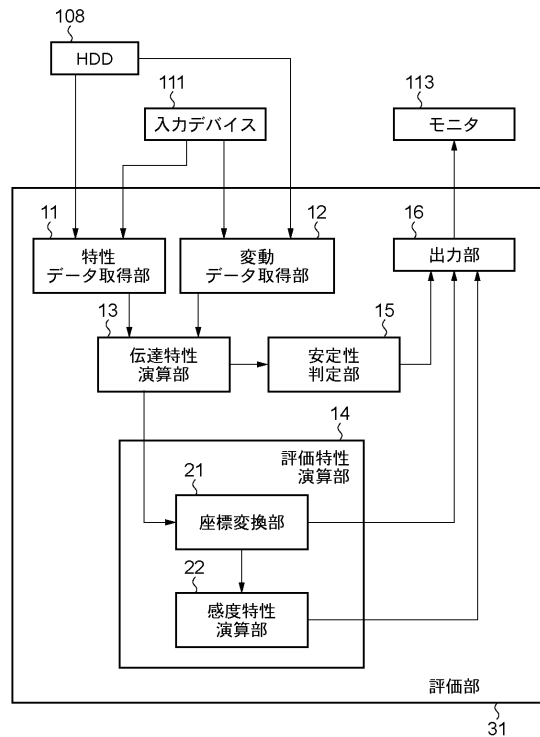 108
HDD
111
入力デバイス
113
モニタ
11
特性
データ取得部
12
変動
データ取得部
16
出力部
13
伝達特性
演算部
15
安定性
判定部
14
評価特性
演算部
21
座標変換部
22
感度特性
演算部
評価部
31